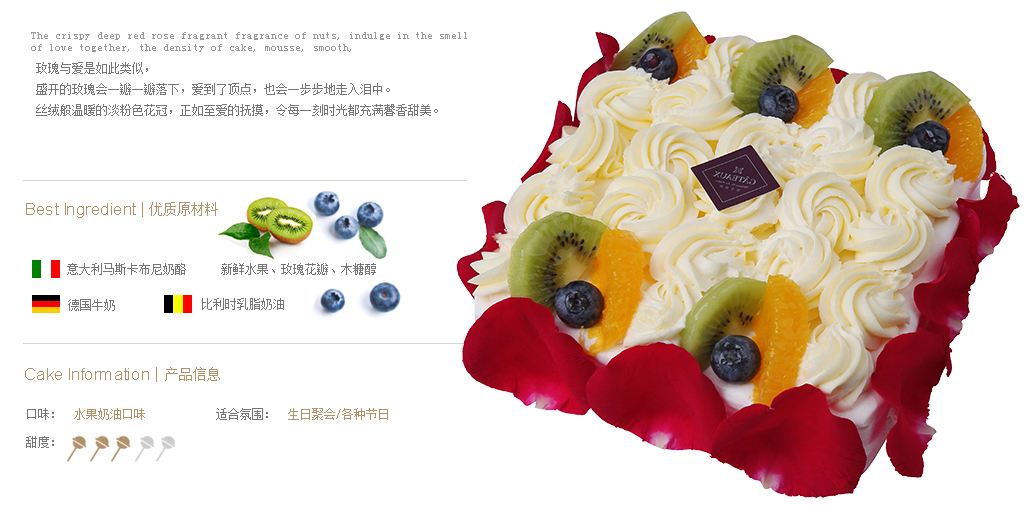 The crispy deep red rose fragrant fragrance of nuts, indulge in the smell
of love together, the density of cake, mousse, smooth,
玫瑰与爱是如此类似，
盛开的玫瑰会一瓣一瓣落下，爱到了顶点，也会一步步地走入泪中。
丝绒般温暖的淡粉色花冠，正如至爱的抚摸，令每一刻时光都充满馨香甜美。
Best Ingredient | 优质原材料
意大利马斯卡布尼奶酪
新鲜水果、玫瑰花瓣、木糖醇
德国牛奶
比利时乳脂奶油
Cake Information | 产品信息
口味： 水果奶油口味
适合氛围： 生日聚会/各种节日
甜度：
GÂTEAUX